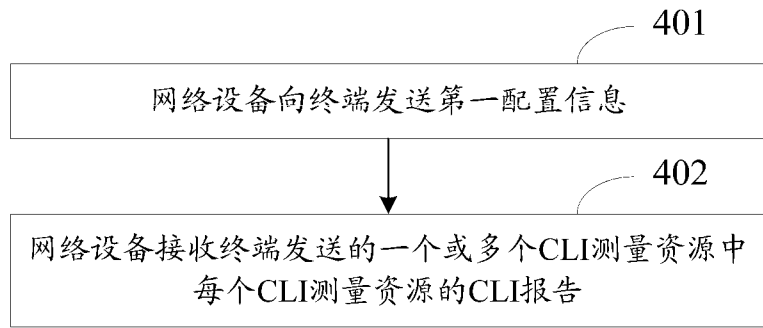 401
网络设备向终端发送第一配置信息
402
网络设备接收终端发送的一个或多个CLI测量资源中
每个CLI测量资源的CLI报告